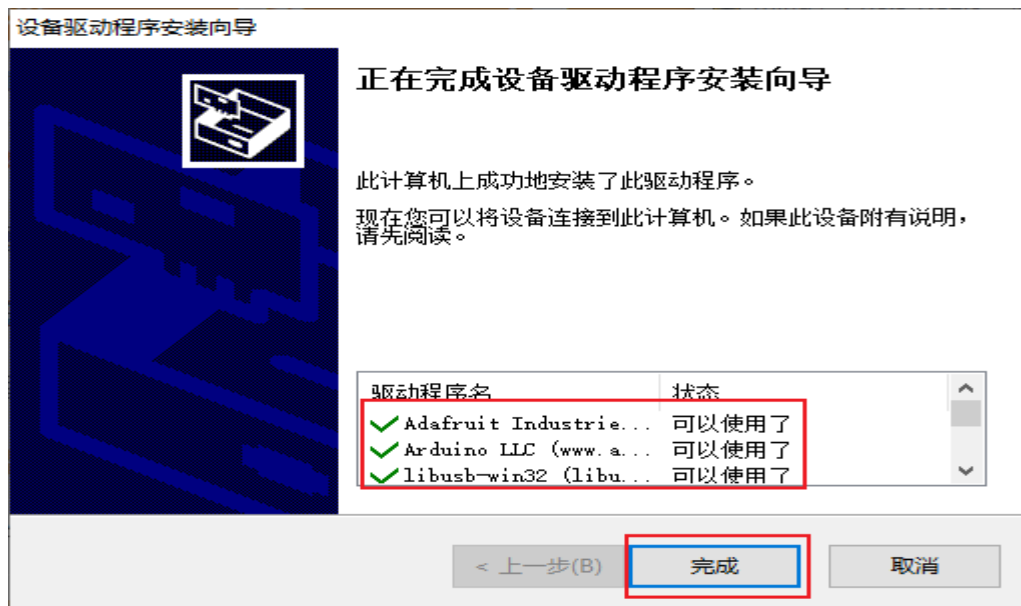 设备驱动程序安装向导
正在完成设备驱动程序安装向导
此计算机上成功地安装了此驱动程序。
现在您可以将设备连接到此计算机。如果此设备附有说明，
请先阅读。
驱动程序名 状态
Adafruit Industrie... 可以使用了
Arduino LLC (www.a... 可以使用了
libusb-win32 (libu... 可以使用了
< 上一步(B) 完成 取消